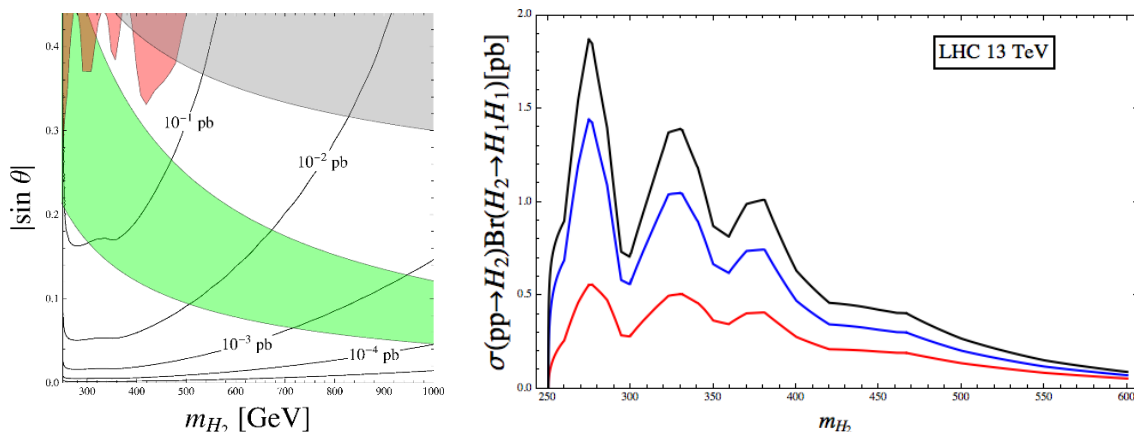 0.4
0.3
0.2
0.1
0.0
|sin θ|
10⁻¹ pb
10⁻² pb
10⁻³ pb
10⁻⁴ pb
300 400 500 600 700 800 900 1000
m_{H₂} [GeV]
σ(pp→H₂)Br(H₂→H₁H₁)[pb]
2.0
1.5
1.0
0.5
0.0
LHC 13 TeV
250 300 350 400 450 500 550 600
m_{H₂}